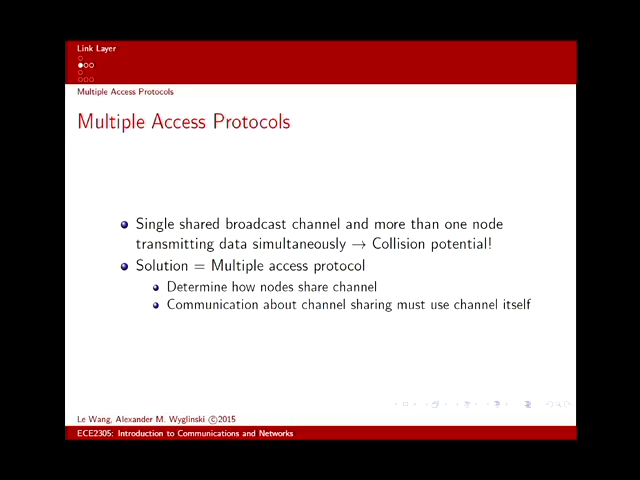 Link Layer
Multiple Access Protocols
Multiple Access Protocols
Single shared broadcast channel and more than one node
transmitting data simultaneously → Collision potential!
Solution = Multiple access protocol
Determine how nodes share channel
Communication about channel sharing must use channel itself
Le Wang, Alexander M. Wyglinski ©2015
ECE2305: Introduction to Communications and Networks